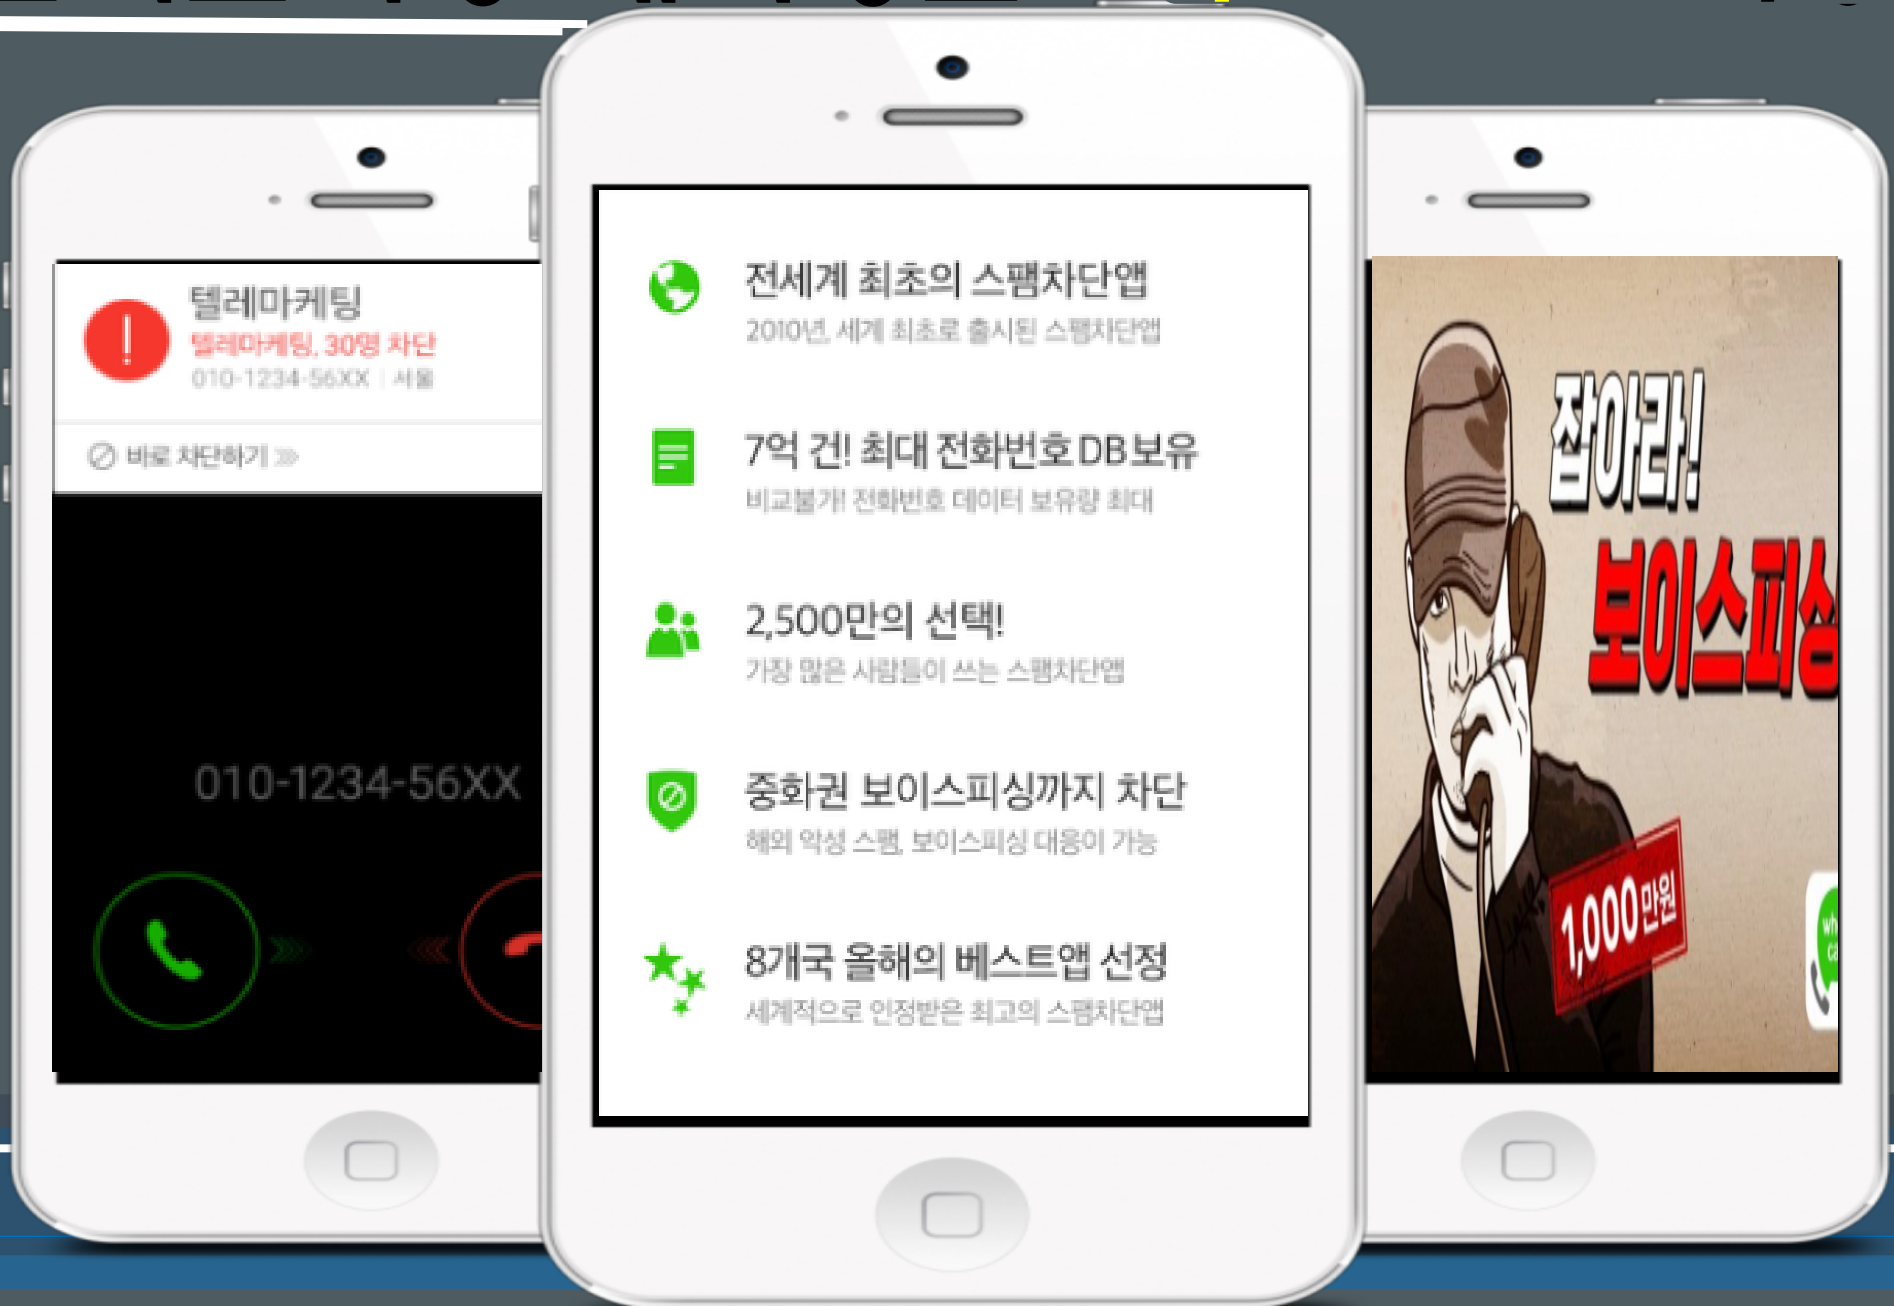 텔레마케팅
텔레마케팅, 30명 차단
010-1234-56XX | 서울
바로 차단하기
010-1234-56XX
전세계 최초의 스팸차단앱
2010년, 세계 최초로 출시된 스팸차단앱
7억 건! 최대 전화번호DB보유
비교불가! 전화번호 데이터 보유량 최대
2,500만의 선택!
가장 많은 사람들이 쓰는 스팸차단앱
중화권 보이스피싱까지 차단
해외 악성 스팸, 보이스피싱 대응이 가능
8개국 올해의 베스트앱 선정
세계적으로 인정받은 최고의 스팸차단앱
잡아라!
보이스피싱
1,000만원